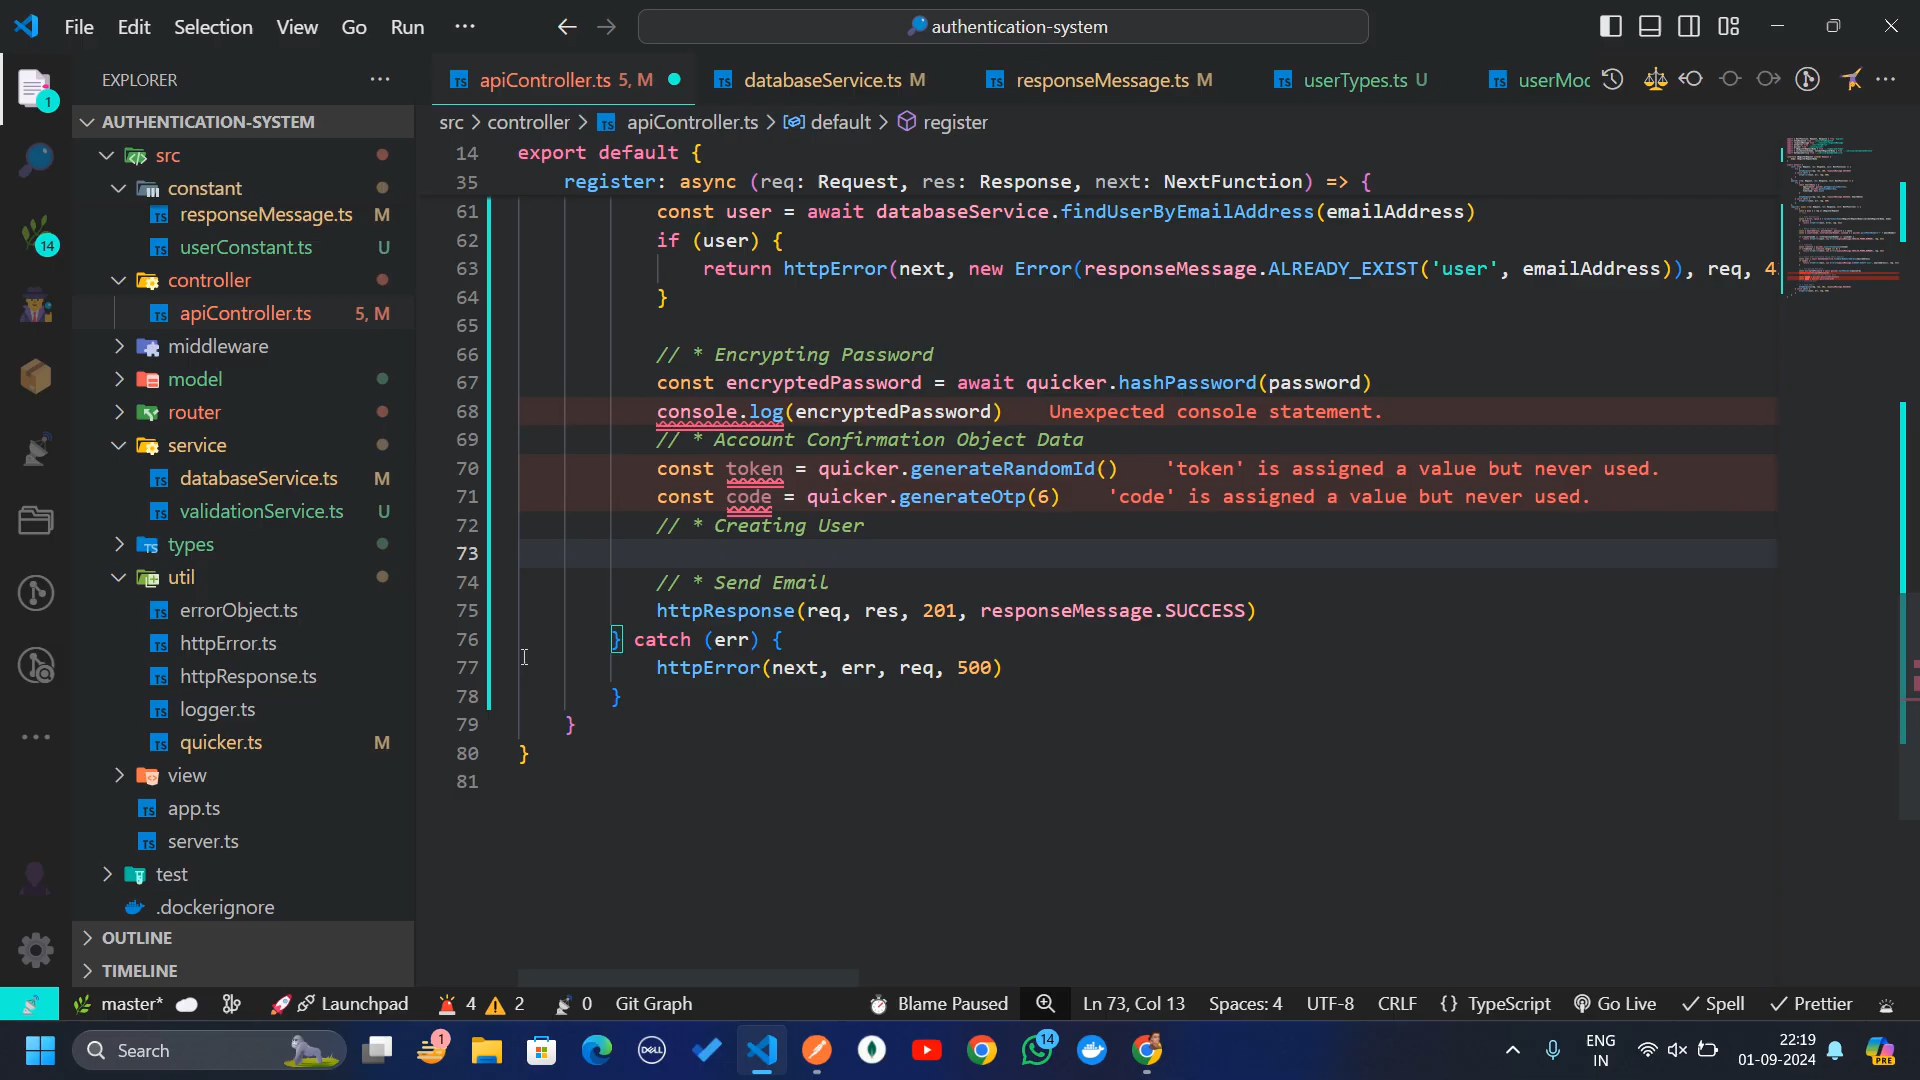 File Edit Selection View Go Run ···
authentication-system
EXPLORER ···
apiController.ts 5, M
databaseService.ts M
responseMessage.ts M
userTypes.ts U
userMoc
AUTHENTICATION-SYSTEM
src > controller > apiController.ts > default > register
src
constant
responseMessage.ts M
userConstant.ts U
controller
apiController.ts 5, M
middleware
model
router
service
databaseService.ts M
validationService.ts U
types
util
errorObject.ts
httpError.ts
httpResponse.ts
logger.ts
quicker.ts M
view
app.ts
server.ts
test
.dockerignore
OUTLINE
TIMELINE
1
14
14 export default {
35 register: async (req: Request, res: Response, next: NextFunction) => {
61 const user = await databaseService.findUserByEmailAddress(emailAddress)
62 if (user) {
63 return httpError(next, new Error(responseMessage.ALREADY_EXIST('user', emailAddress)), req, 4
64 }
65
66 // * Encrypting Password
67 const encryptedPassword = await quicker.hashPassword(password)
68 console.log(encryptedPassword) Unexpected console statement.
69 // * Account Confirmation Object Data
70 const token = quicker.generateRandomId() 'token' is assigned a value but never used.
71 const code = quicker.generateOtp(6) 'code' is assigned a value but never used.
72 // * Creating User
73
74 // * Send Email
75 httpResponse(req, res, 201, responseMessage.SUCCESS)
76 } catch (err) {
77 httpError(next, err, req, 500)
78 }
79 }
80 }
81
master* Launchpad 4 2 0 Git Graph Blame Paused Ln 73, Col 13 Spaces: 4 UTF-8 CRLF {} TypeScript Go Live Spell Prettier
Search
1
DELL
14
ENG
IN
22:19
01-09-2024
PRE